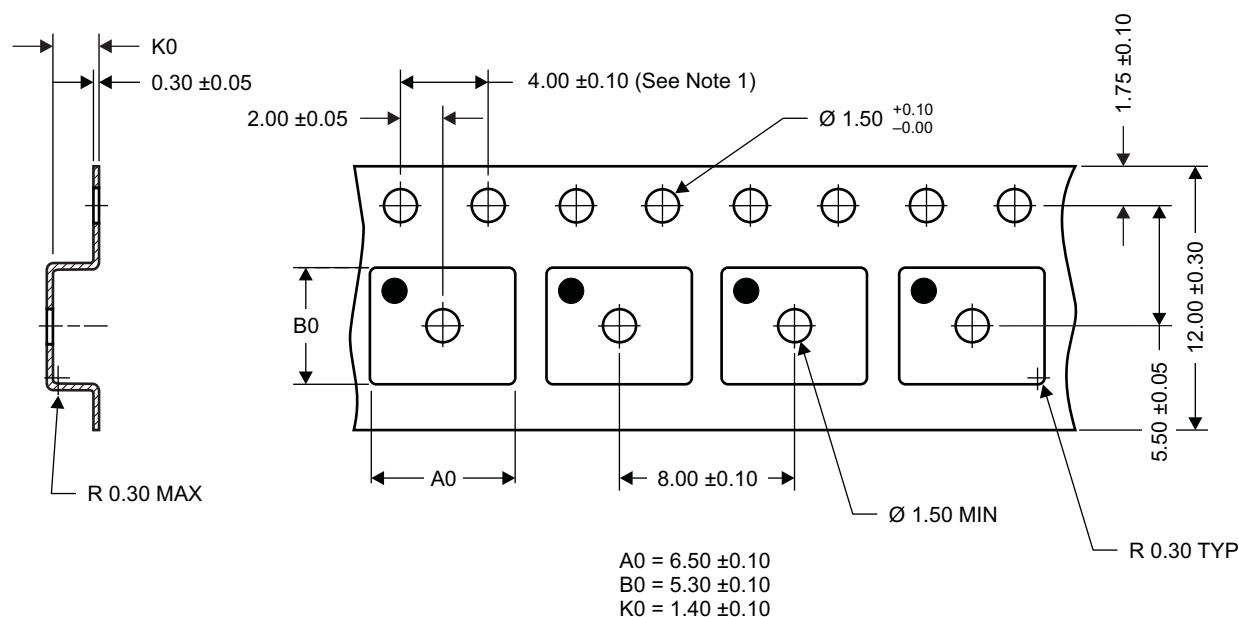 K0
0.30 ±0.05
4.00 ±0.10 (See Note 1)
2.00 ±0.05
Ø 1.50 +0.10 –0.00
1.75 ±0.10
12.00 ±0.30
5.50 ±0.05
B0
A0
8.00 ±0.10
R 0.30 MAX
Ø 1.50 MIN
R 0.30 TYP
A0 = 6.50 ±0.10
B0 = 5.30 ±0.10
K0 = 1.40 ±0.10